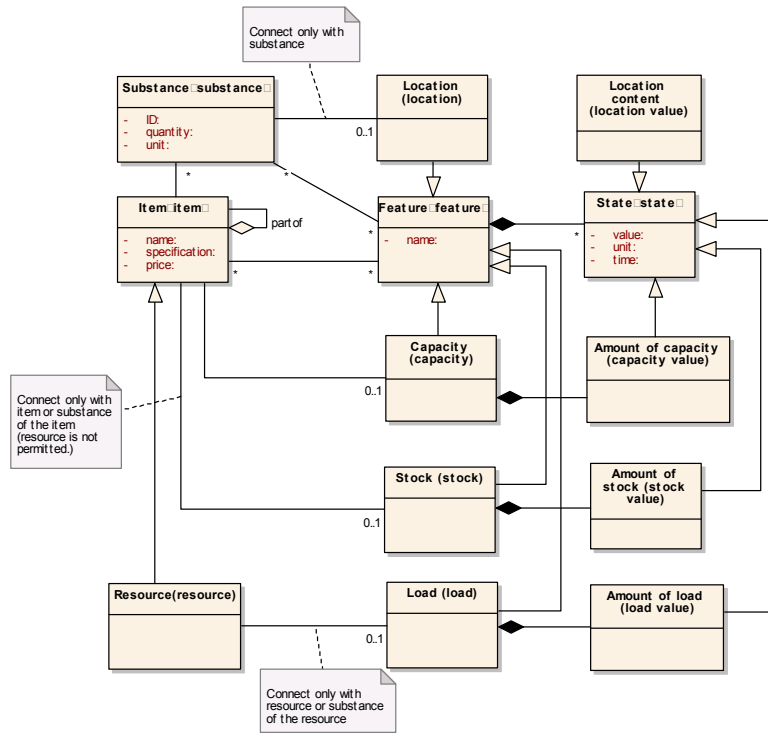 Connect only with
substance
Substance□substance□
- ID:
- quantity:
- unit:
Location
(location)
0..1
Location
content
(location value)
*
*
Item□item□
- name:
- specification:
- price:
part of
*
Feature□feature□
- name:
*
*
*
State□state□
- value:
- unit:
- time:
Capacity
(capacity)
0..1
Amount of capacity
(capacity value)
Connect only with
item or substance
of the item
(resource is not
permitted.)
Stock (stock)
0..1
Amount of
stock (stock
value)
Resource(resource)
Load (load)
0..1
Amount of load
(load value)
Connect only with
resource or substance
of the resource